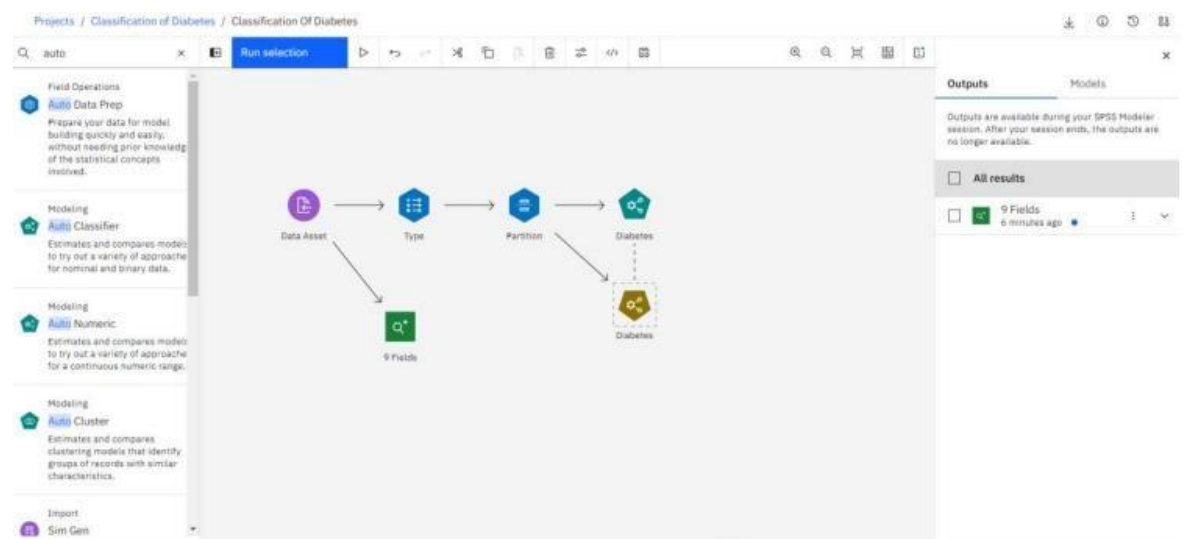 Projects / Classification of Diabetes / Classification Of Diabetes
auto
Run selection
Field Operations
Auto Data Prep
Prepare your data for model
building quickly and easily,
without needing prior knowledg
of the statistical concepts
involved.
Modeling
Auto Classifier
Estimates and compares models
to try out a variety of approache
for nominal and binary data.
Modeling
Auto Numeric
Estimates and compares models
to try out a variety of approache
for a continuous numeric range.
Modeling
Auto Cluster
Estimates and compares
clustering models that identify
groups of records with similar
characteristics.
Import
Sim Gen
Data Asset
Type
Partition
Diabetes
Diabetes
9 Fields
Outputs
Models
Outputs are available during your SPSS Modeler
session. After your session ends, the outputs are
no longer available.
All results
9 Fields
6 minutes ago